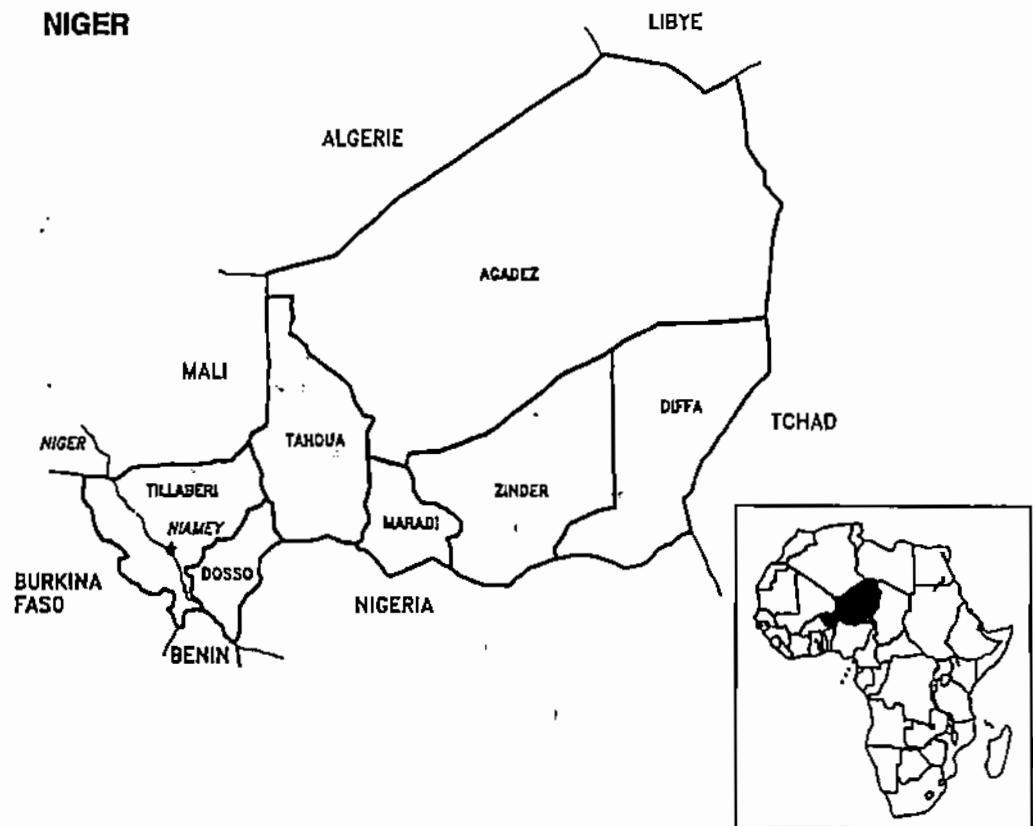 NIGER
LIBYE
ALGERIE
AGADEZ
MALI
DIFFA
TCHAD
NIGER
TAHOUA
TILLABERI
ZINDER
NIAMEY
MARADI
DOSSO
BURKINA
FASO
NIGERIA
BENIN